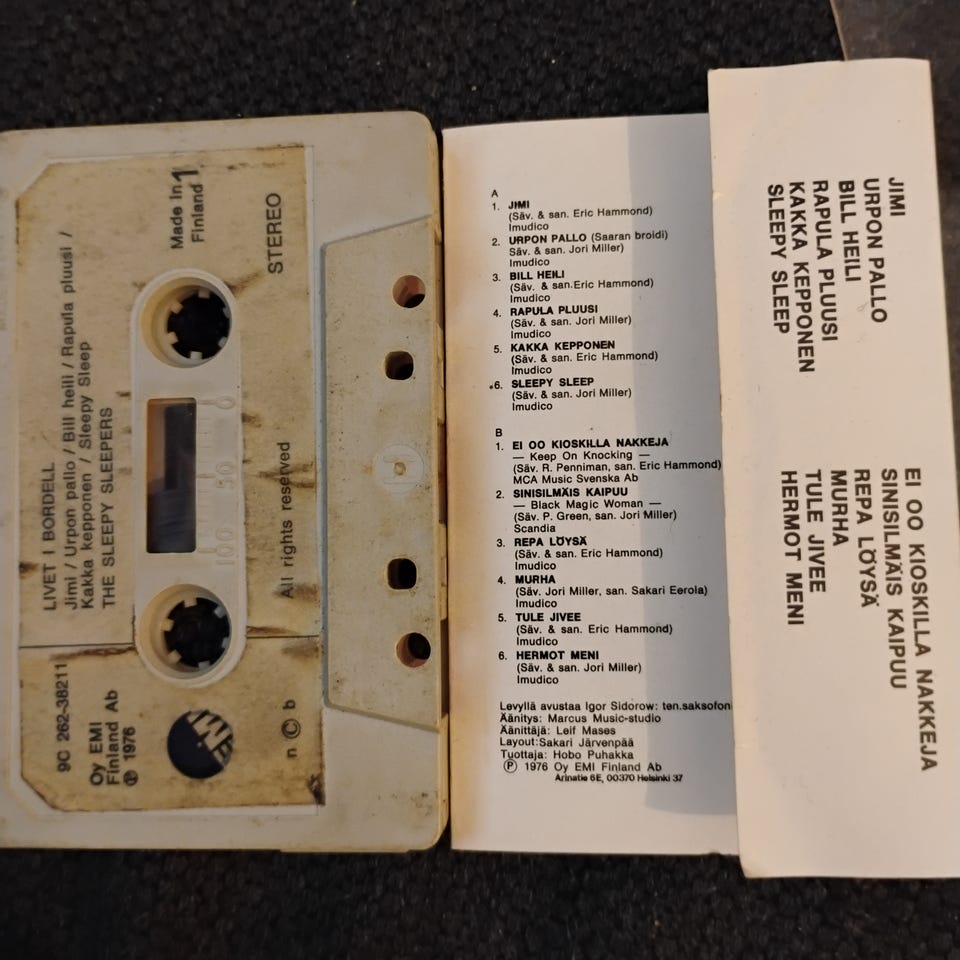 LIVET I BORDELL
Jimi / Urpon pallo / Bill heili / Rapula pluusi /
Kakka kepponen / Sleepy Sleep
THE SLEEPY SLEEPERS
Made in
Finland
1
STEREO
All rights reserved
100 50 0
9C 262-38211
Oy EMI
Finland Ab
Ⓟ 1976
EMI
n©b
A
1. JIMI
(Säv. & san. Eric Hammond)
Imudico
2. URPON PALLO (Saaran broidi)
Säv. & san. Jori Miller)
Imudico
3. BILL HEILI
(Säv. & san.Eric Hammond)
Imudico
4. RAPULA PLUUSI
(Säv. & san. Jori Miller)
Imudico
5. KAKKA KEPPONEN
(Säv. & san. Eric Hammond)
Imudico
6. SLEEPY SLEEP
(Säv. & san. Jori Miller)
Imudico
B
1. EI OO KIOSKILLA NAKKEJA
— Keep On Knocking —
(Säv. R. Penniman, san. Eric Hammond)
MCA Music Svenska Ab
2. SINISILMÄIS KAIPUU
— Black Magic Woman —
(Säv. P. Green, san. Jori Miller)
Scandia
3. REPA LÖYSÄ
(Säv. & san. Eric Hammond)
Imudico
4. MURHA
(Säv. Jori Miller, san. Sakari Eerola)
Imudico
5. TULE JIVEE
(Säv. & san. Eric Hammond)
Imudico
6. HERMOT MENI
(Säv. & san. Jori Miller)
Imudico
Levyllä avustaa Igor Sidorow: ten.saksofoni
Äänitys: Marcus Music-studio
Äänittäjä: Leif Mases
Layout:Sakari Järvenpää
Tuottaja: Hobo Puhakka
Ⓟ 1976 Oy EMI Finland Ab
Arinatie 6E, 00370 Helsinki 37
JIMI
URPON PALLO
BILL HEILI
RAPULA PLUUSI
KAKKA KEPPONEN
SLEEPY SLEEP
EI OO KIOSKILLA NAKKEJA
SINISILMÄIS KAIPUU
REPA LÖYSÄ
MURHA
TULE JIVEE
HERMOT MENI